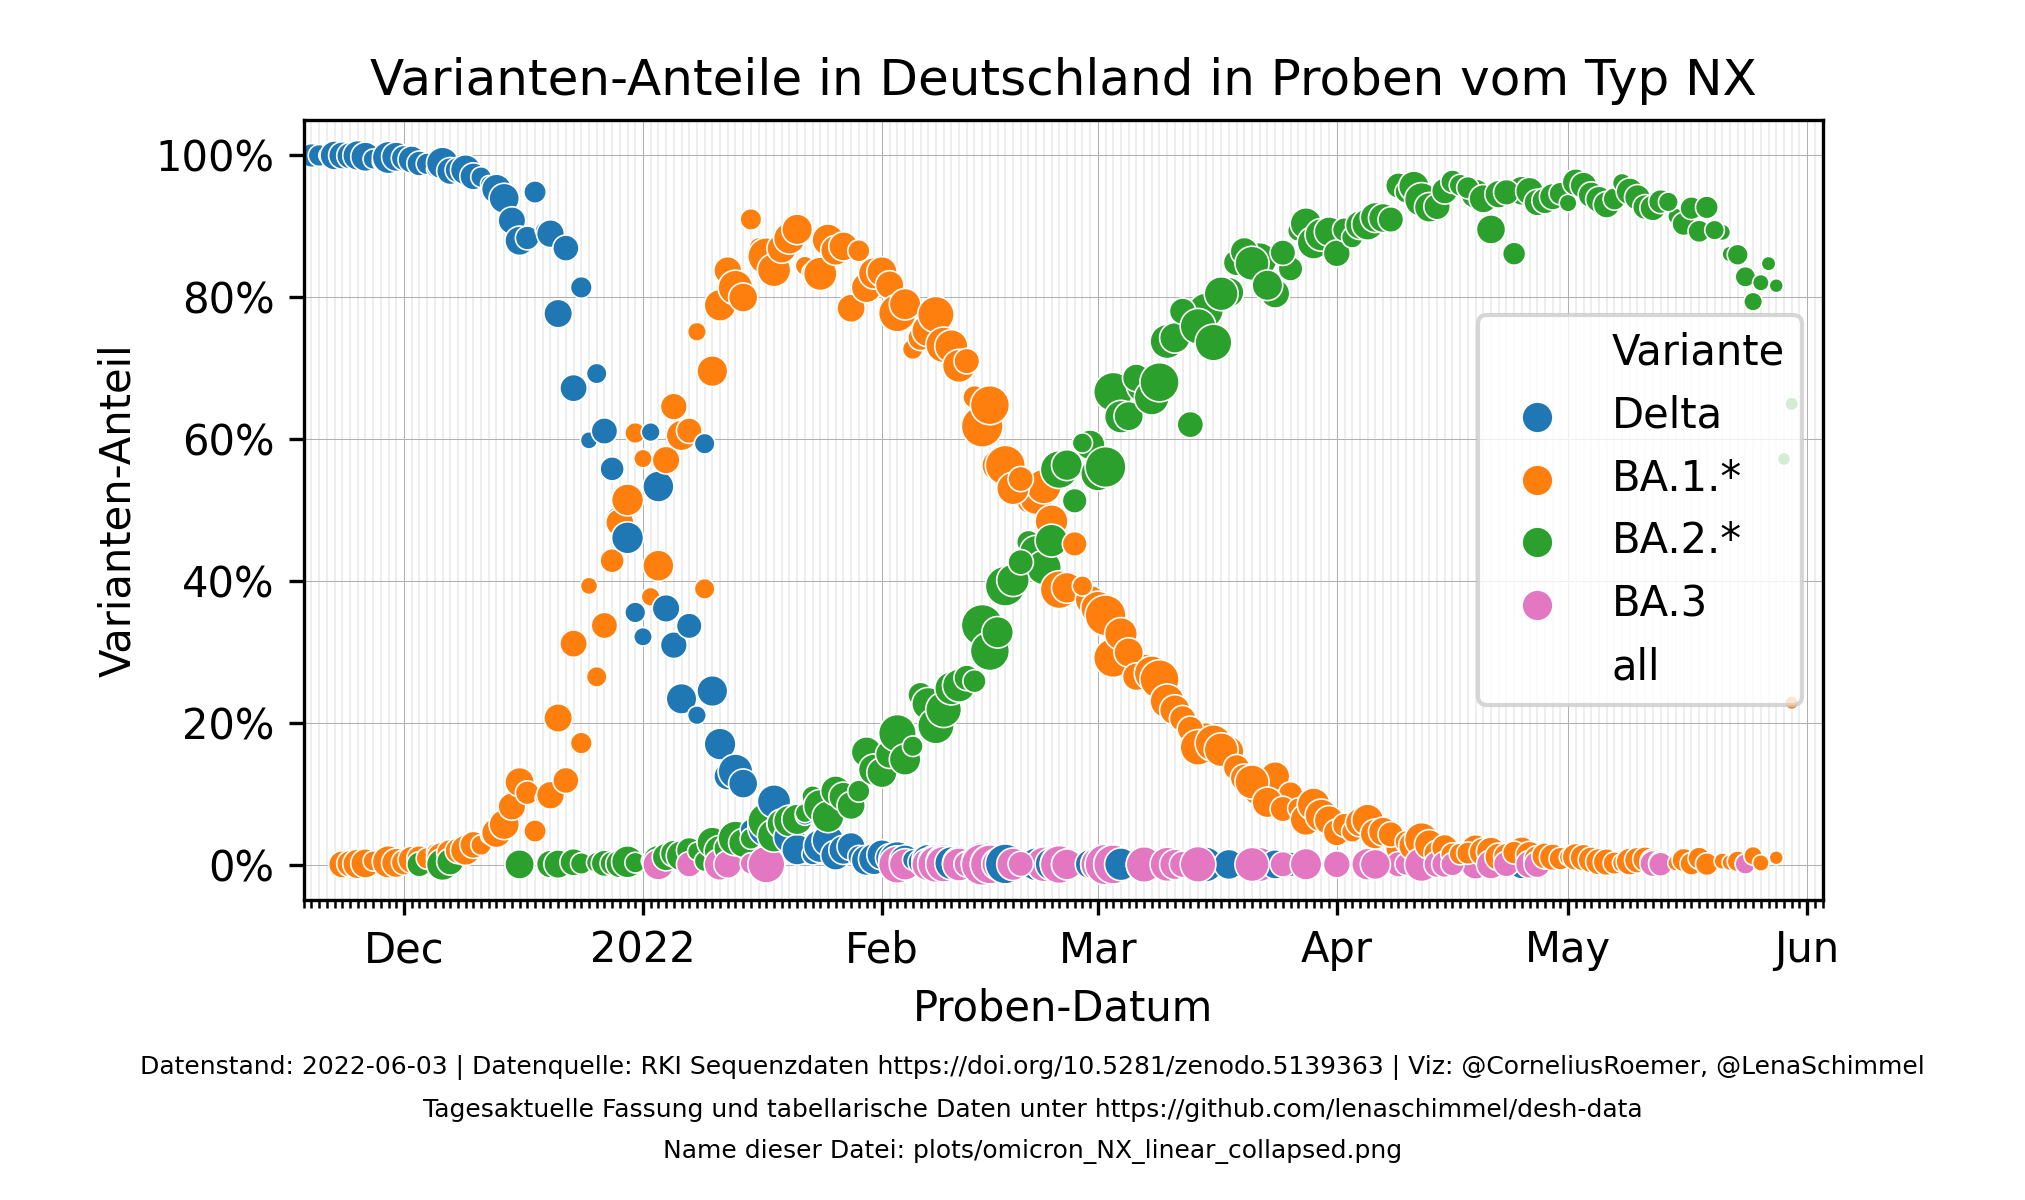 Varianten-Anteile in Deutschland in Proben vom Typ NX
Varianten-Anteil
100%
80%
60%
40%
20%
0%
Variante
Delta
BA.1.*
BA.2.*
BA.3
all
Dec 2022 Feb Mar Apr May Jun
Proben-Datum
Datenstand: 2022-06-03 | Datenquelle: RKI Sequenzdaten https://doi.org/10.5281/zenodo.5139363 | Viz: @CorneliusRoemer, @LenaSchimmel
Tagesaktuelle Fassung und tabellarische Daten unter https://github.com/lenaschimmel/desh-data
Name dieser Datei: plots/omicron_NX_linear_collapsed.png